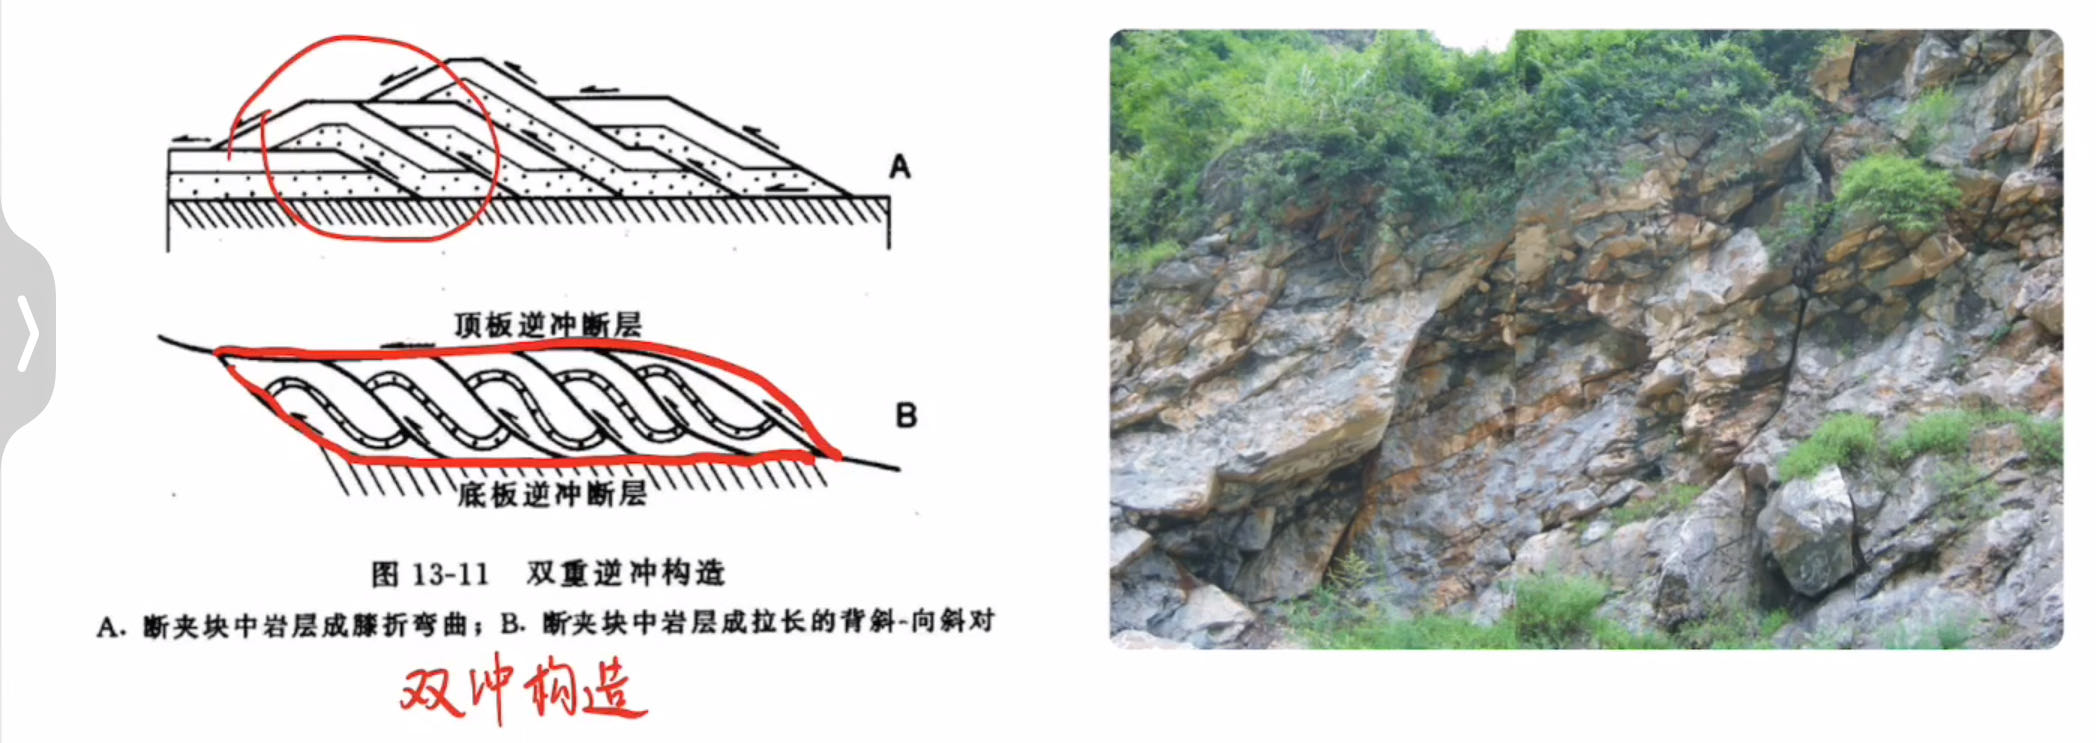 A
顶板逆冲断层
B
底板逆冲断层
图 13-11 双重逆冲构造
A. 断夹块中岩层成膝折弯曲；B. 断夹块中岩层成拉长的背斜-向斜对
双冲构造